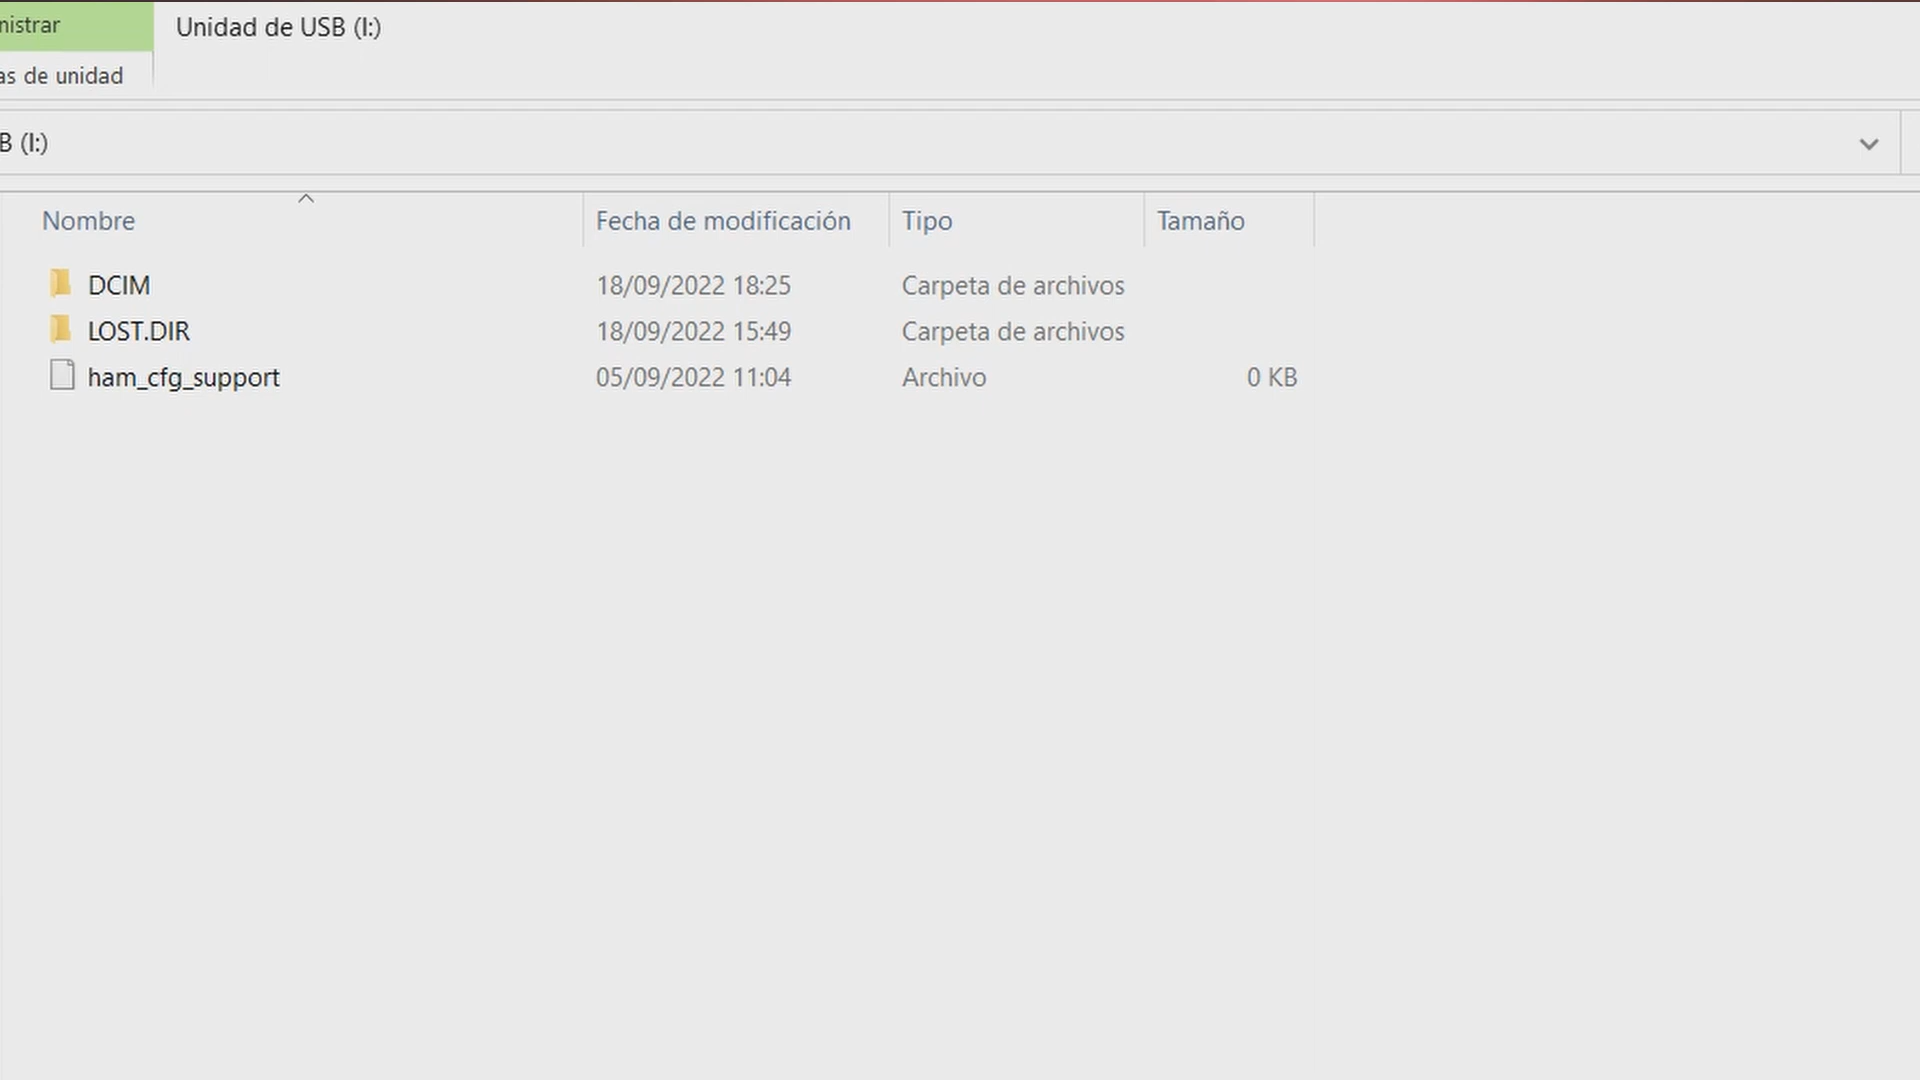 nistrar
Unidad de USB (I:)
as de unidad
B (I:)
Nombre Fecha de modificación Tipo Tamaño
DCIM 18/09/2022 18:25 Carpeta de archivos
LOST.DIR 18/09/2022 15:49 Carpeta de archivos
ham_cfg_support 05/09/2022 11:04 Archivo 0 KB